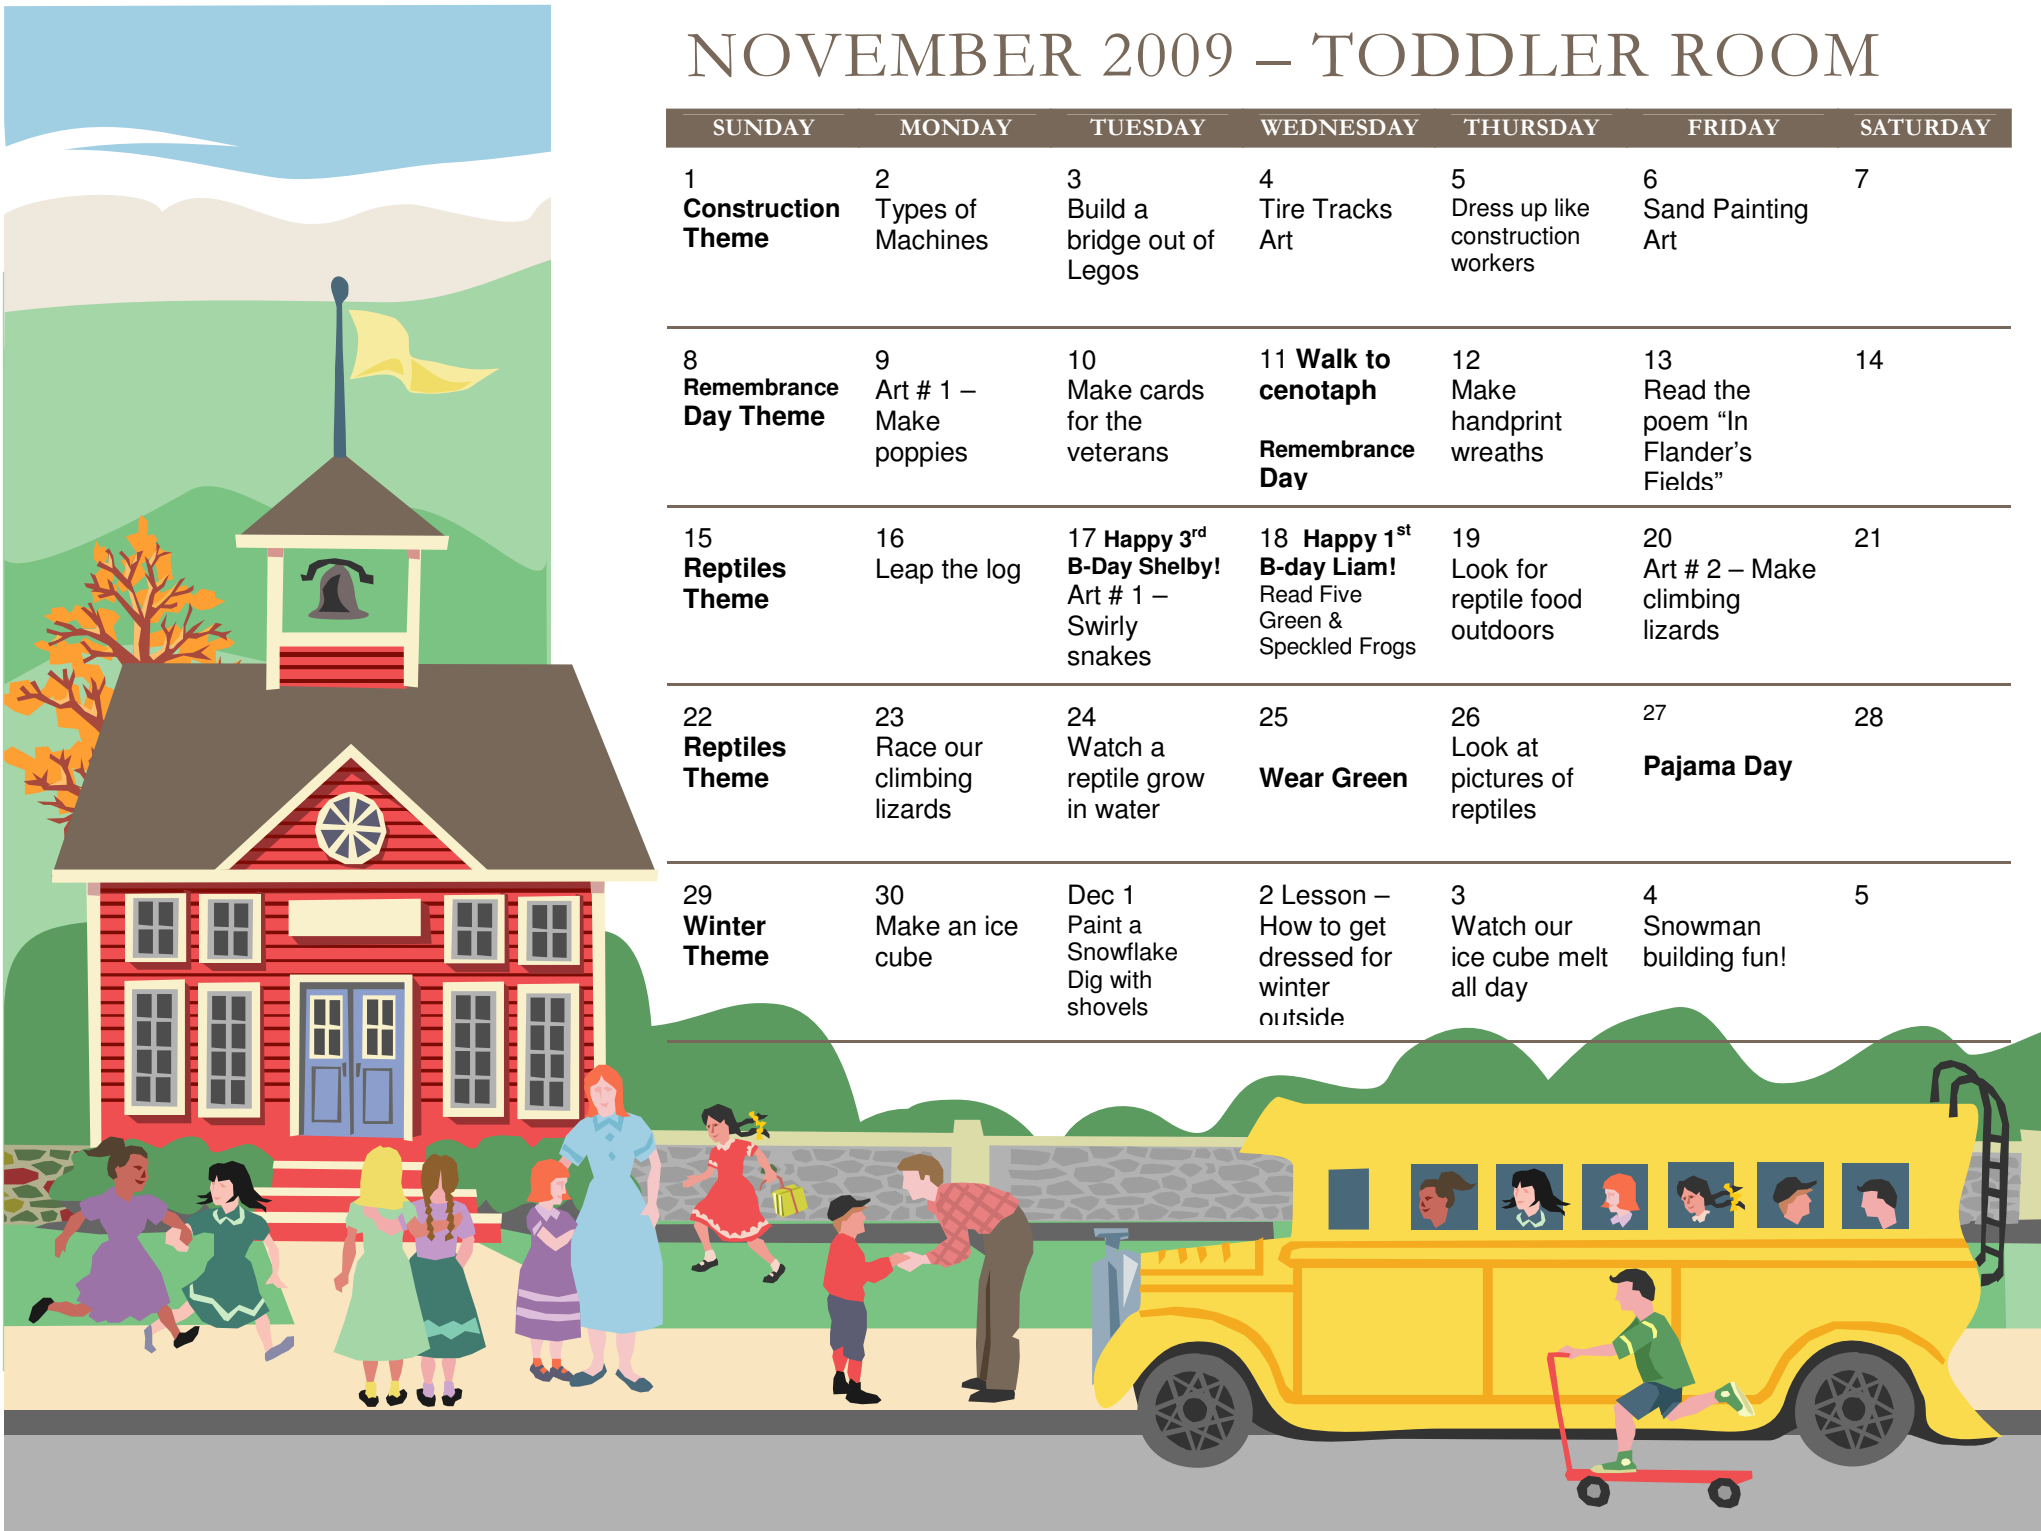 NOVEMBER 2009 – TODDLER ROOM
SUNDAY MONDAY TUESDAY WEDNESDAY THURSDAY FRIDAY SATURDAY
1
Construction
Theme
2
Types of
Machines
3
Build a
bridge out of
Legos
4
Tire Tracks
Art
5
Dress up like
construction
workers
6
Sand Painting
Art
7
8
Remembrance
Day Theme
9
Art # 1 –
Make
poppies
10
Make cards
for the
veterans
11 Walk to
cenotaph
Remembrance
Day
12
Make
handprint
wreaths
13
Read the
poem “In
Flander’s
Fields”
14
15
Reptiles
Theme
16
Leap the log
17 Happy 3rd
B-Day Shelby!
Art # 1 –
Swirly
snakes
18 Happy 1st
B-day Liam!
Read Five
Green &
Speckled Frogs
19
Look for
reptile food
outdoors
20
Art # 2 – Make
climbing
lizards
21
22
Reptiles
Theme
23
Race our
climbing
lizards
24
Watch a
reptile grow
in water
25
Wear Green
26
Look at
pictures of
reptiles
27
Pajama Day
28
29
Winter
Theme
30
Make an ice
cube
Dec 1
Paint a
Snowflake
Dig with
shovels
2 Lesson –
How to get
dressed for
winter
outside
3
Watch our
ice cube melt
all day
4
Snowman
building fun!
5